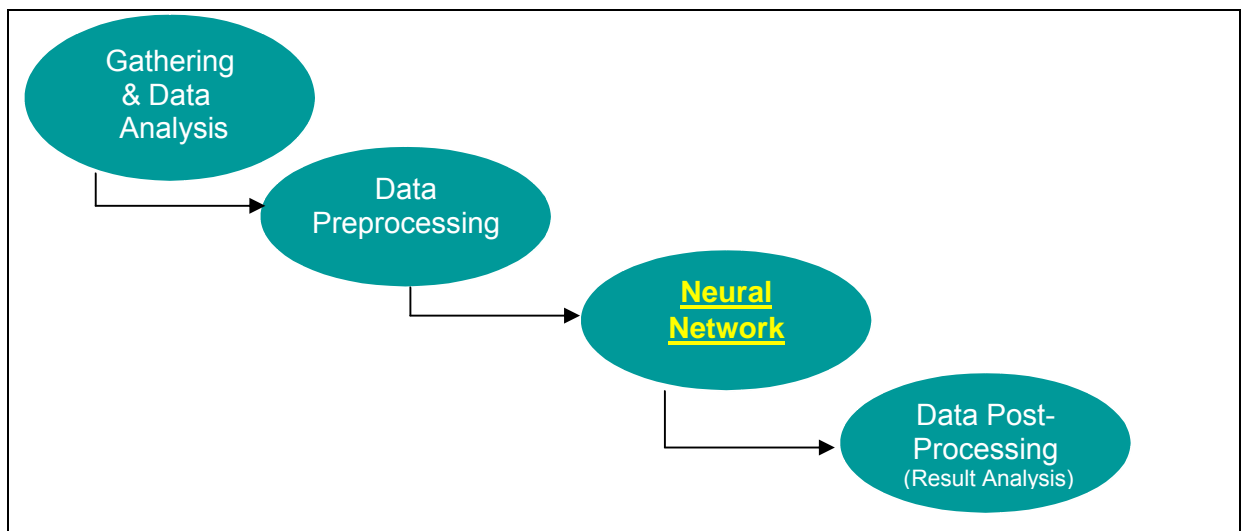 Gathering
& Data
Analysis
Data
Preprocessing
Neural
Network
Data Post-
Processing
(Result Analysis)